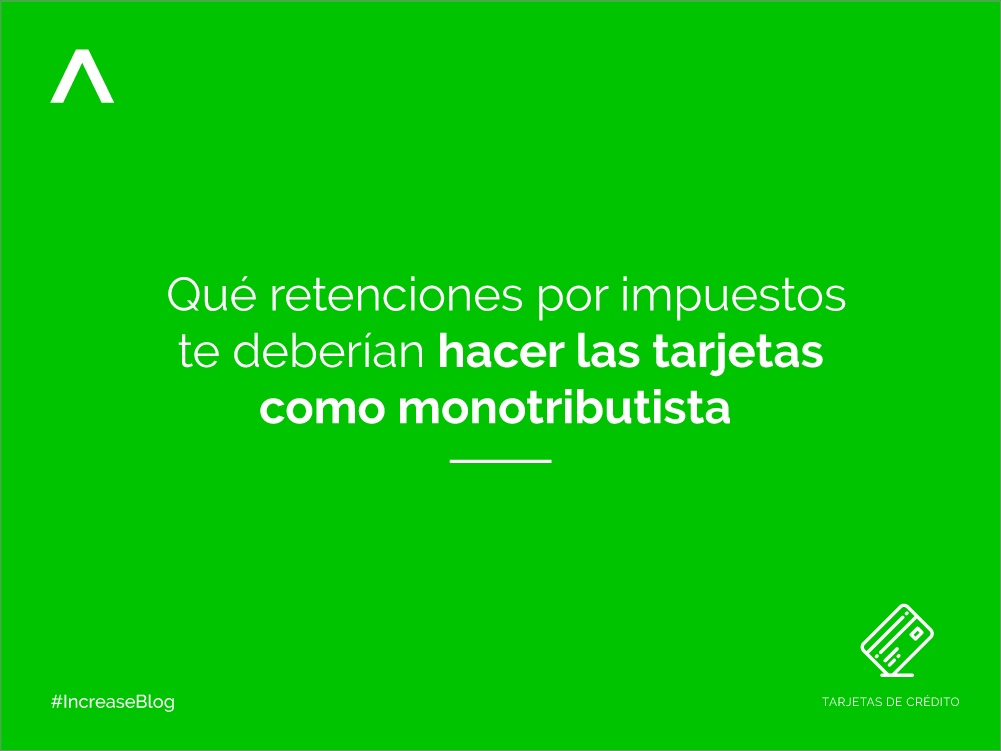 Qué retenciones por impuestos
te deberían hacer las tarjetas
como monotributista
#IncreaseBlog
TARJETAS DE CRÉDITO